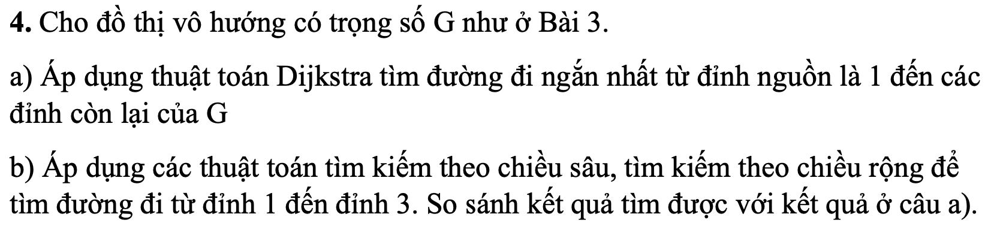 4. Cho đồ thị vô hướng có trọng số G như ở Bài 3.
a) Áp dụng thuật toán Dijkstra tìm đường đi ngắn nhất từ đỉnh nguồn là 1 đến các
đỉnh còn lại của G
b) Áp dụng các thuật toán tìm kiếm theo chiều sâu, tìm kiếm theo chiều rộng để
tìm đường đi từ đỉnh 1 đến đỉnh 3. So sánh kết quả tìm được với kết quả ở câu a).